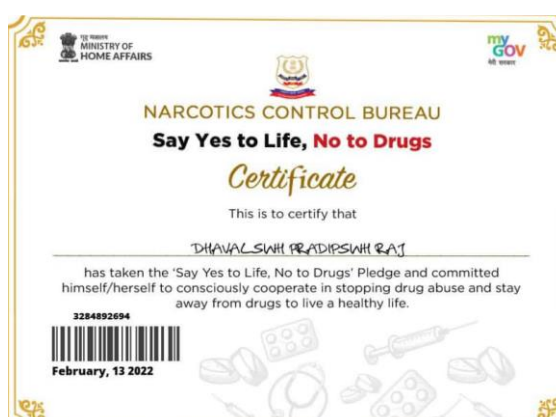 गृह मंत्रालय
MINISTRY OF
HOME AFFAIRS
my
GOV
मेरी सरकार
NARCOTICS CONTROL BUREAU
Say Yes to Life, No to Drugs
Certificate
This is to certify that
DHAVALSWH PRADIPSWH RAJ
has taken the 'Say Yes to Life, No to Drugs' Pledge and committed
himself/herself to consciously cooperate in stopping drug abuse and stay
away from drugs to live a healthy life.
3284892694
February, 13 2022